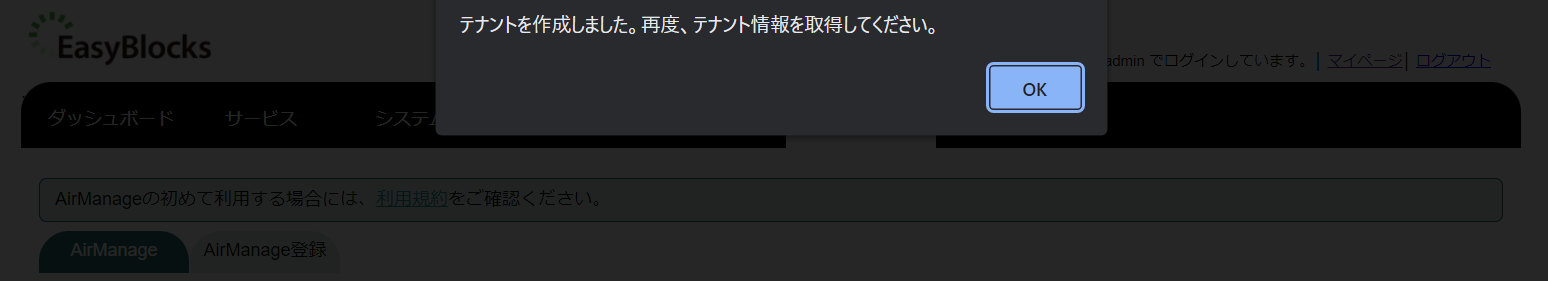 テナントを作成しました。再度、テナント情報を取得してください。
EasyBlocks
OK
admin でログインしています。 | マイページ | ログアウト
ダッシュボード サービス システム
AirManageの初めて利用する場合には、利用規約をご確認ください。
AirManage AirManage登録